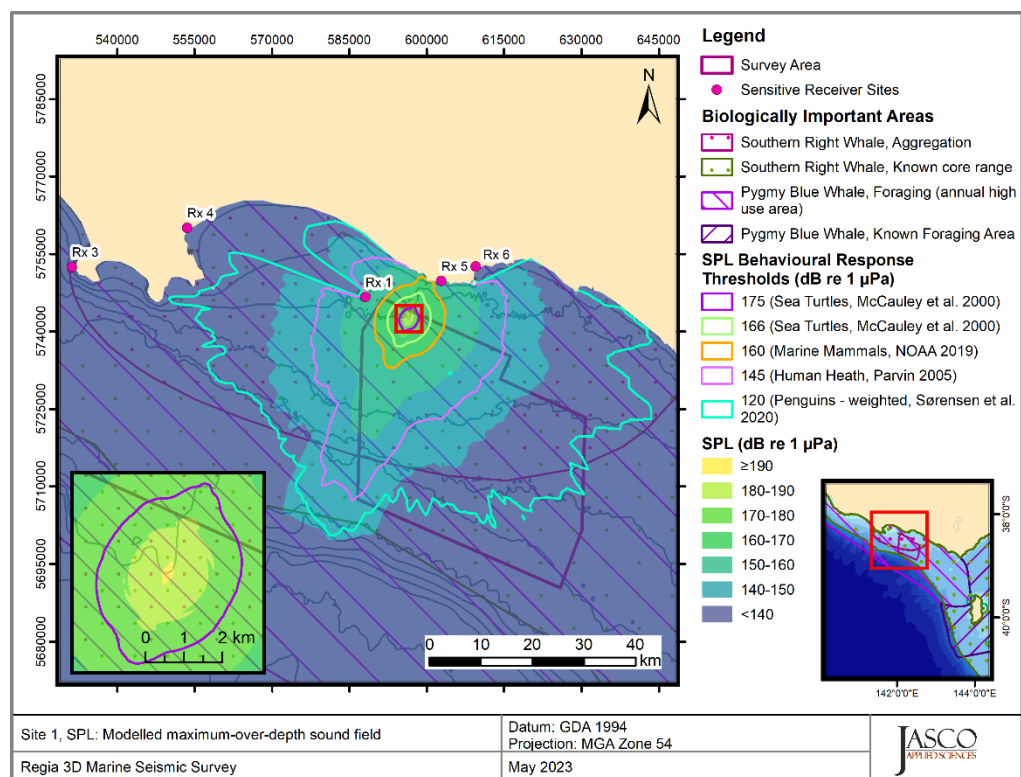 540000 555000 570000 585000 600000 615000 630000 645000
5785000
5770000
5755000
5740000
5725000
5710000
5695000
5680000
N
Rx 4
Rx 3
Rx 6
Rx 5
Rx 1
0 1 2 km
0 10 20 30 40
km
Legend
Survey Area
Sensitive Receiver Sites
Biologically Important Areas
Southern Right Whale, Aggregation
Southern Right Whale, Known core range
Pygmy Blue Whale, Foraging (annual high
use area)
Pygmy Blue Whale, Known Foraging Area
SPL Behavioural Response
Thresholds (dB re 1 µPa)
175 (Sea Turtles, McCauley et al. 2000)
166 (Sea Turtles, McCauley et al. 2000)
160 (Marine Mammals, NOAA 2019)
145 (Human Heath, Parvin 2005)
120 (Penguins - weighted, Sørensen et al.
2020)
SPL (dB re 1 µPa)
≥190
180-190
170-180
160-170
150-160
140-150
<140
38°0'0"S
40°0'0"S
142°0'0"E 144°0'0"E
Site 1, SPL: Modelled maximum-over-depth sound field
Datum: GDA 1994
Projection: MGA Zone 54
Regia 3D Marine Seismic Survey
May 2023
JASCO
APPLIED SCIENCES